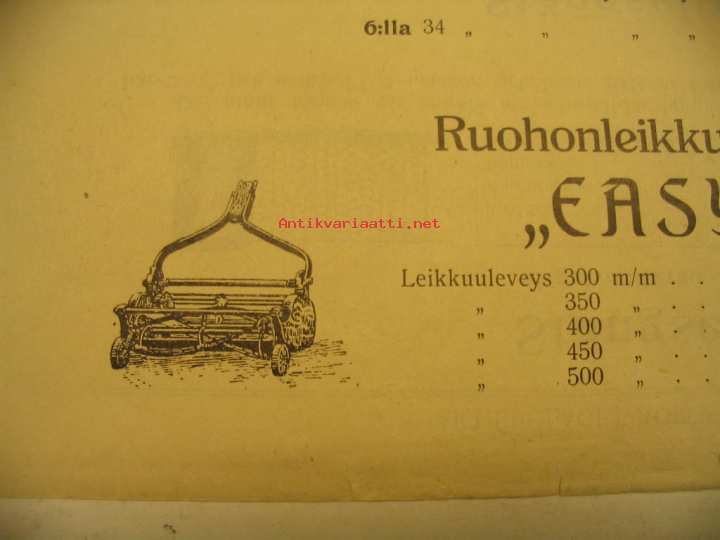 6:lla 34 „ „ „ „
Ruohonleikku
Antikvariaatti.net
„EASY
Leikkuuleveys 300 m/m . .
„ 350 „ . .
„ 400 „ . .
„ 450 „ . .
„ 500 „ . .